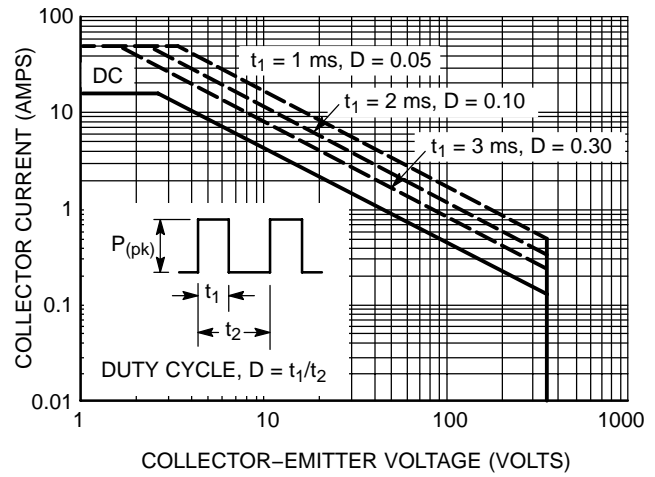 100
10
1
0.1
0.01
COLLECTOR CURRENT (AMPS)
DC
t1 = 1 ms, D = 0.05
t1 = 2 ms, D = 0.10
t1 = 3 ms, D = 0.30
P(pk)
t1
t2
DUTY CYCLE, D = t1/t2
1
10
100
1000
COLLECTOR−EMITTER VOLTAGE (VOLTS)